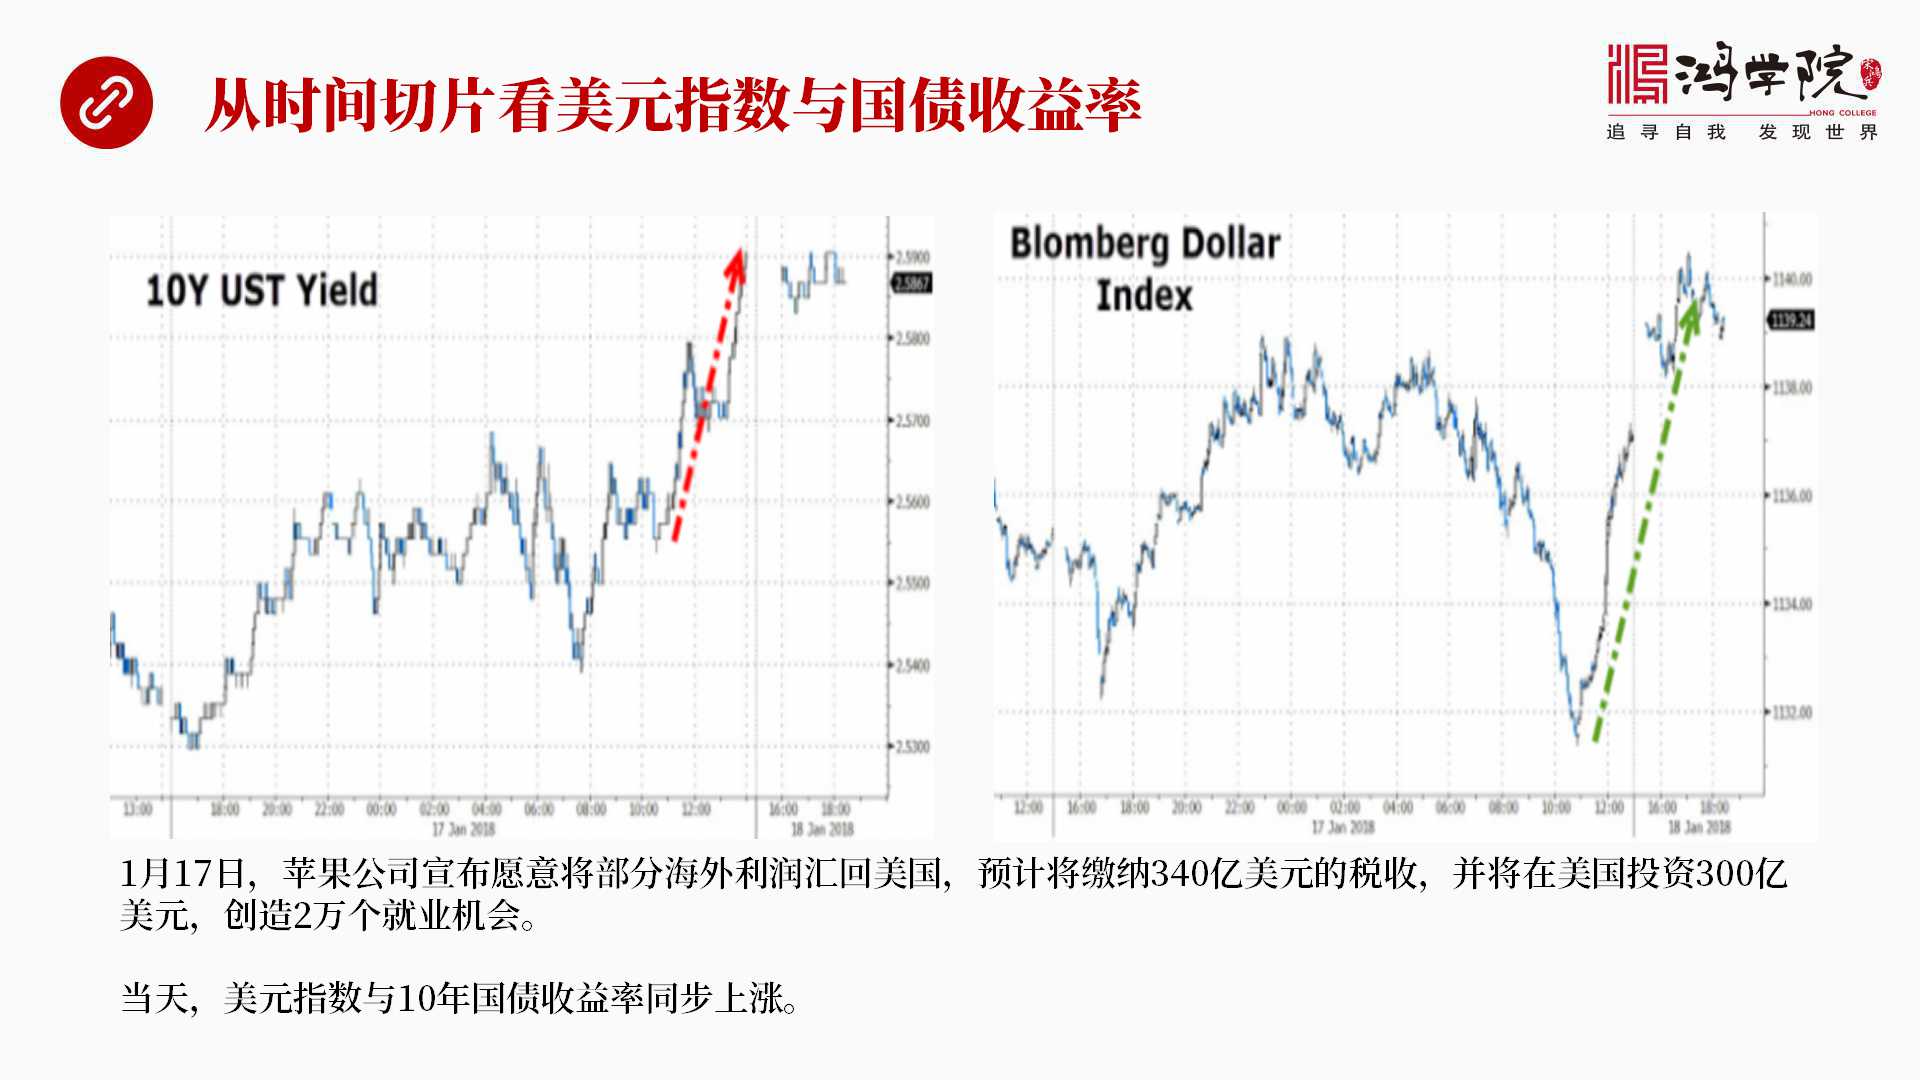 从时间切片看美元指数与国债收益率
鸿学院
宋鸿兵
HONG COLLEGE
追寻自我 发现世界
10Y UST Yield
2.5900
2.5867
2.5800
2.5700
2.5600
2.5500
2.5400
2.5300
13:00 18:00 20:00 22:00 00:00 02:00 04:00 06:00 08:00 10:00 12:00 16:00 18:00
17 Jan 2018 18 Jan 2018
Blomberg Dollar
Index
1140.00
1139.24
1138.00
1136.00
1134.00
1132.00
12:00 16:00 18:00 20:00 22:00 00:00 02:00 04:00 06:00 08:00 10:00 12:00 16:00 18:00
17 Jan 2018 18 Jan 2018
1月17日，苹果公司宣布愿意将部分海外利润汇回美国，预计将缴纳340亿美元的税收，并将在美国投资300亿
美元，创造2万个就业机会。
当天，美元指数与10年国债收益率同步上涨。